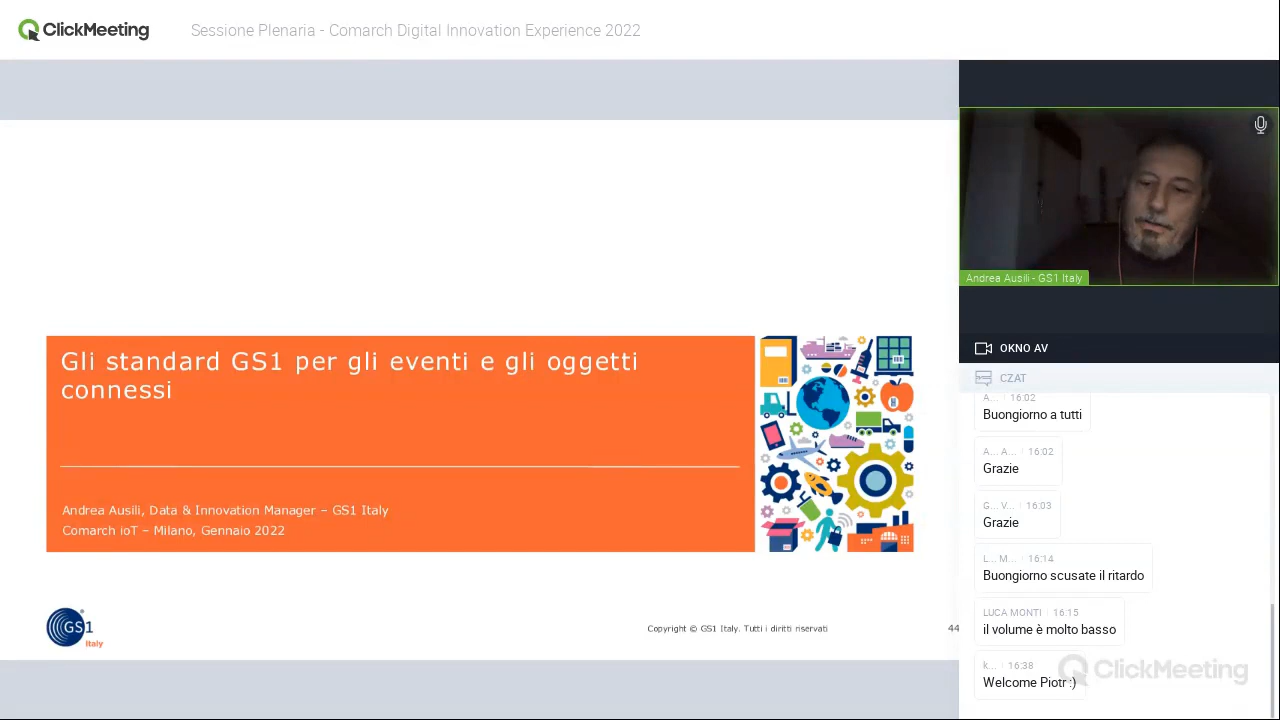 ClickMeeting
Sessione Plenaria - Comarch Digital Innovation Experience 2022
Gli standard GS1 per gli eventi e gli oggetti
connessi
Andrea Ausili, Data & Innovation Manager – GS1 Italy
Comarch ioT – Milano, Gennaio 2022
GS1
Italy
Copyright © GS1 Italy. Tutti i diritti riservati
44
Andrea Ausili - GS1 Italy
OKNO AV
CZAT
A... 16:02
Buongiorno a tutti
A... A... 16:02
Grazie
G... V... 16:03
Grazie
L... M... 16:14
Buongiorno scusate il ritardo
LUCA MONTI 16:15
il volume è molto basso
k... 16:38
Welcome Piotr :)
ClickMeeting